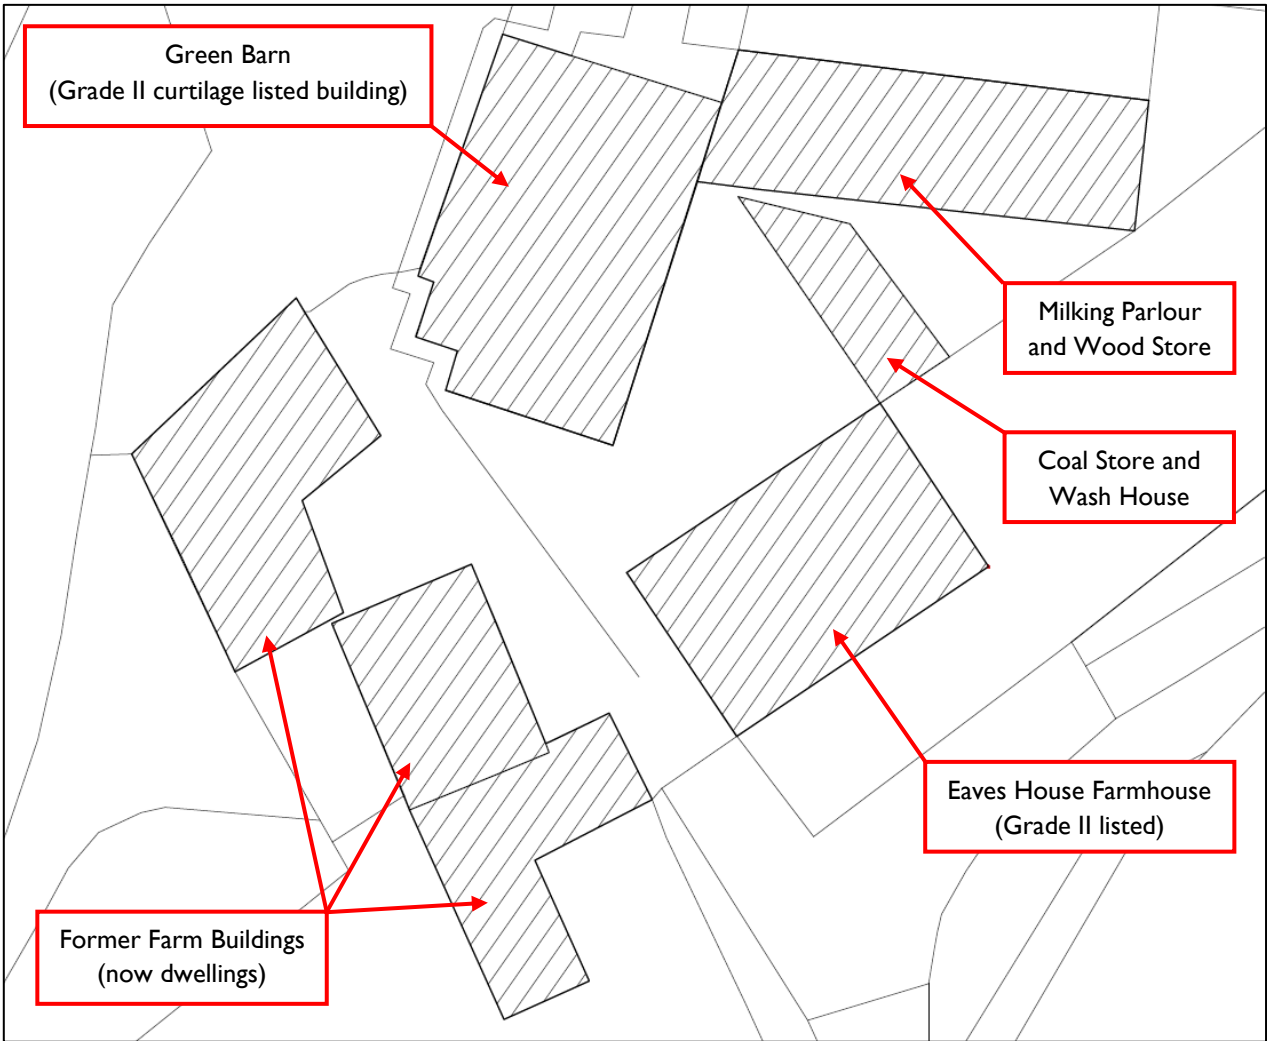 Green Barn
(Grade II curtilage listed building)
Milking Parlour
and Wood Store
Coal Store and
Wash House
Eaves House Farmhouse
(Grade II listed)
Former Farm Buildings
(now dwellings)